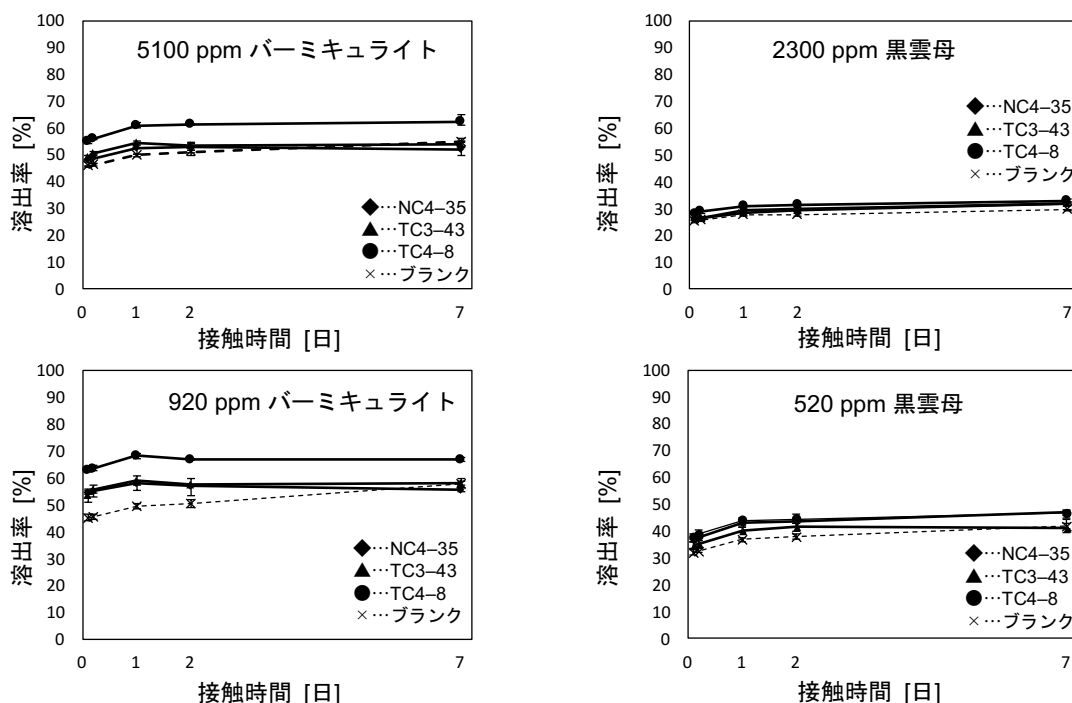 5100 ppm バーミキュライト
溶出率 [%]
100
90
80
70
60
50
40
30
20
10
0
◆…NC4–35
▲…TC3–43
●…TC4–8
×…ブランク
0 1 2 7
接触時間 [日]
2300 ppm 黒雲母
溶出率 [%]
100
90
80
70
60
50
40
30
20
10
0
◆…NC4–35
▲…TC3–43
●…TC4–8
×…ブランク
0 1 2 7
接触時間 [日]
920 ppm バーミキュライト
溶出率 [%]
100
90
80
70
60
50
40
30
20
10
0
◆…NC4–35
▲…TC3–43
●…TC4–8
×…ブランク
0 1 2 7
接触時間 [日]
520 ppm 黒雲母
溶出率 [%]
100
90
80
70
60
50
40
30
20
10
0
◆…NC4–35
▲…TC3–43
●…TC4–8
×…ブランク
0 1 2 7
接触時間 [日]